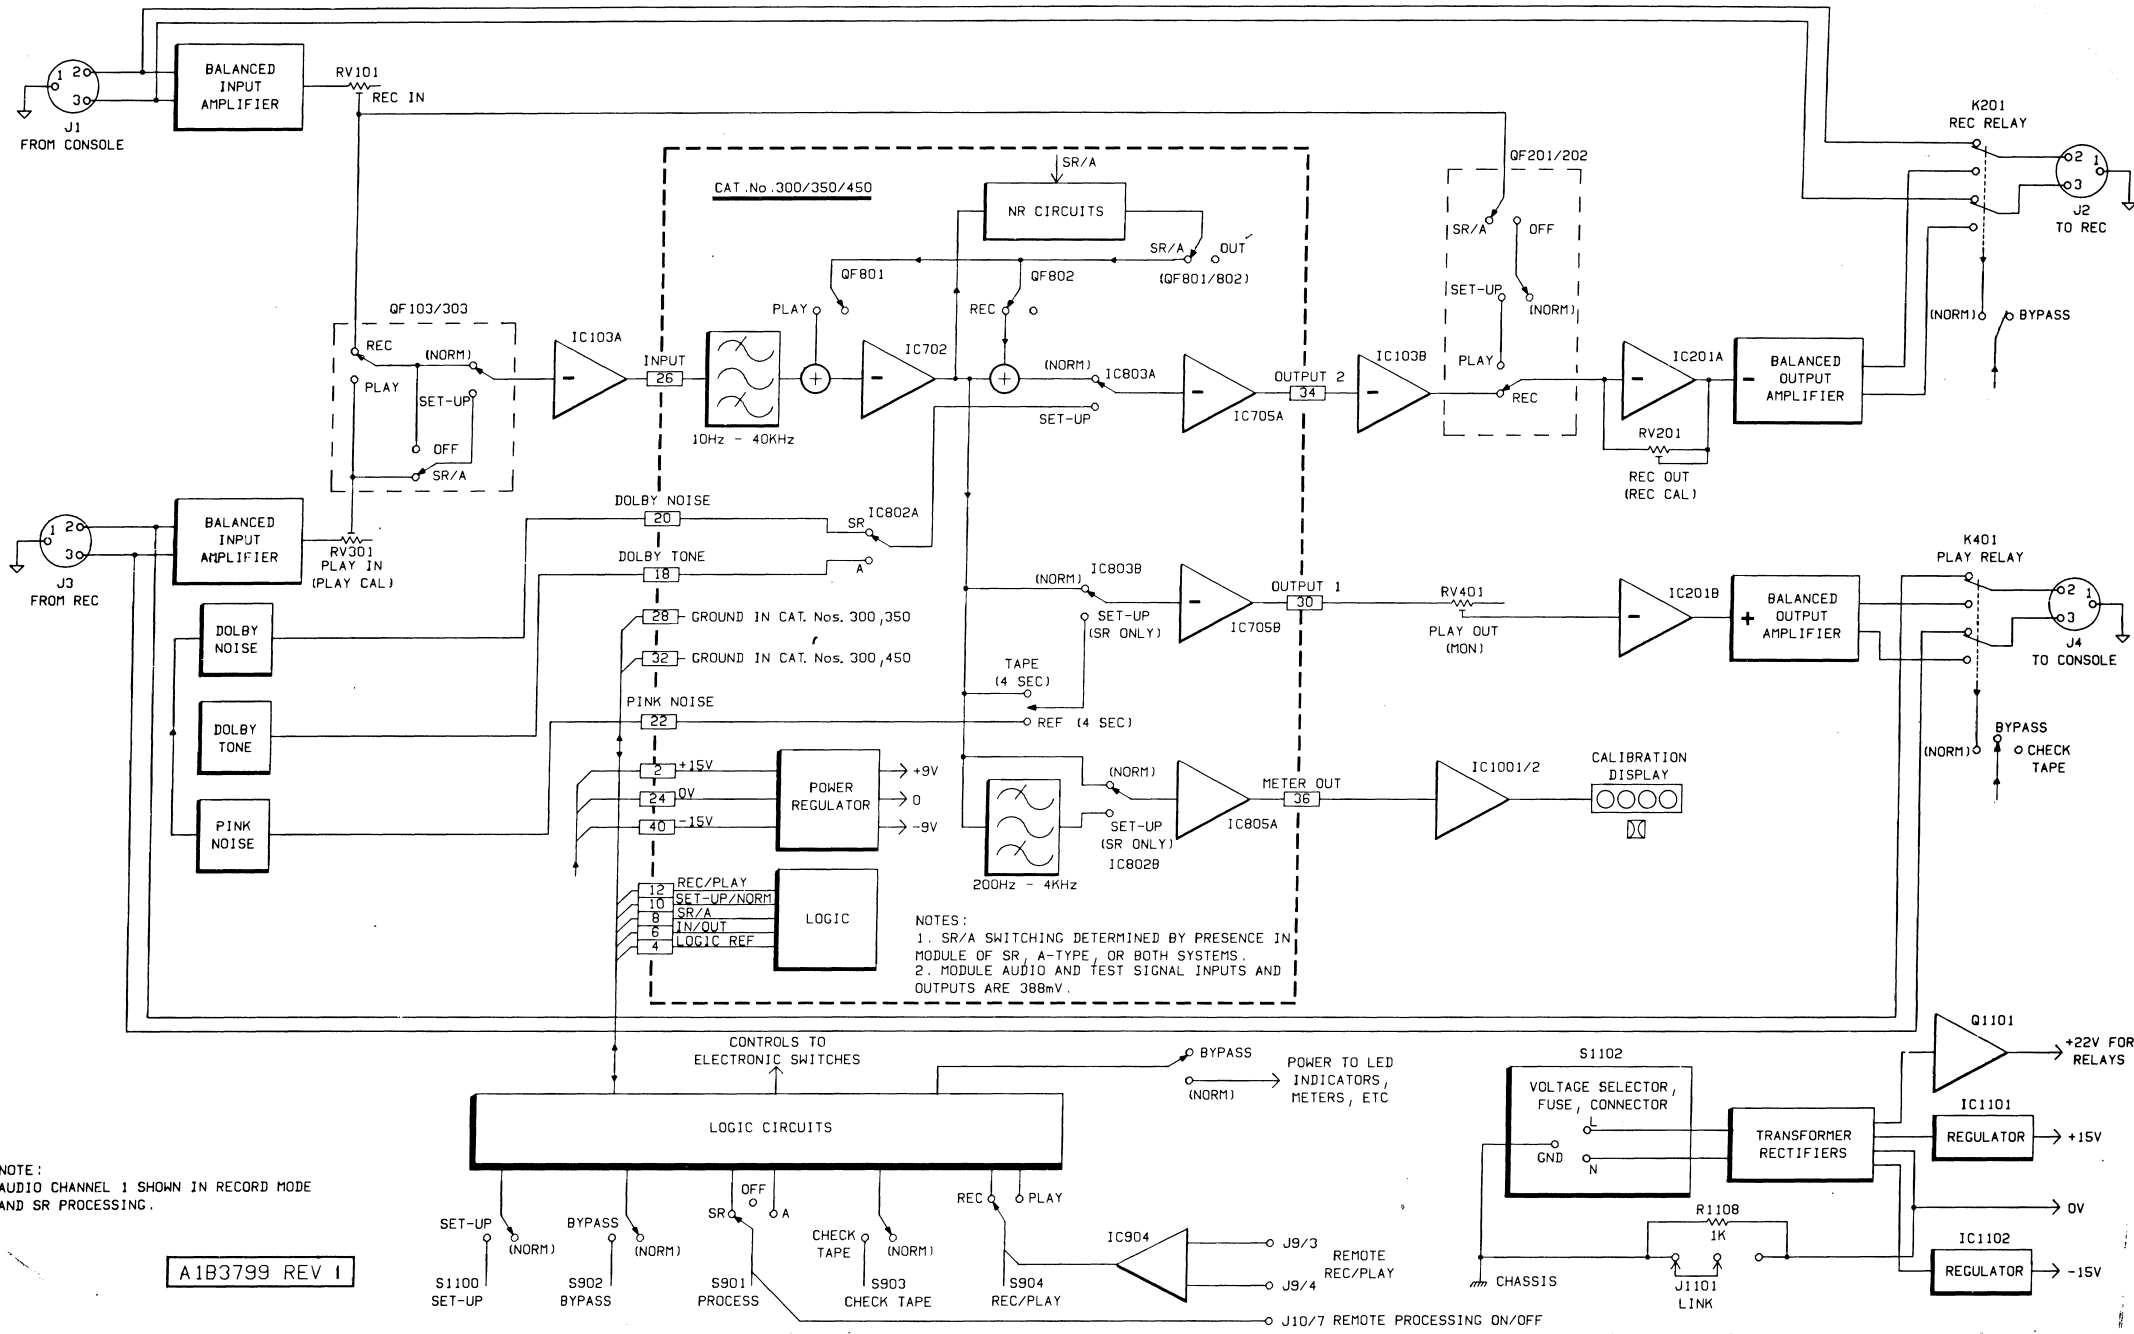 1 2
3
J1
FROM CONSOLE
BALANCED
INPUT
AMPLIFIER
RV101
REC IN
K201
REC RELAY
2 1
3
J2
TO REC
(NORM)
BYPASS
SR/A
CAT.No.300/350/450
NR CIRCUITS
SR/A
OUT
(QF801/802)
QF801
QF802
PLAY
REC
QF201/202
SR/A
OFF
SET-UP
(NORM)
PLAY
REC
QF103/303
REC
(NORM)
PLAY
SET-UP
OFF
SR/A
IC103A
-
INPUT
26
10Hz - 40KHz
+
IC702
-
+
(NORM)
IC803A
SET-UP
-
IC705A
OUTPUT 2
34
IC103B
-
IC201A
-
RV201
REC OUT
(REC CAL)
-
BALANCED
OUTPUT
AMPLIFIER
1 2
3
J3
FROM REC
BALANCED
INPUT
AMPLIFIER
RV301
PLAY IN
(PLAY CAL)
DOLBY NOISE
20
SR
IC802A
DOLBY TONE
18
A
28
GROUND IN CAT. Nos. 300,350
32
GROUND IN CAT. Nos. 300,450
PINK NOISE
22
(NORM)
IC803B
SET-UP
(SR ONLY)
TAPE
(4 SEC)
REF (4 SEC)
-
IC705B
OUTPUT 1
30
RV401
PLAY OUT
(MON)
IC201B
-
+
BALANCED
OUTPUT
AMPLIFIER
K401
PLAY RELAY
2 1
3
J4
TO CONSOLE
BYPASS
(NORM)
CHECK
TAPE
DOLBY
NOISE
DOLBY
TONE
PINK
NOISE
2
+15V
24
0V
40
-15V
POWER
REGULATOR
+9V
0
-9V
200Hz - 4KHz
(NORM)
SET-UP
(SR ONLY)
IC802B
IC805A
METER OUT
36
IC1001/2
CALIBRATION
DISPLAY
12
REC/PLAY
10
SET-UP/NORM
8
SR/A
6
IN/OUT
4
LOGIC REF
LOGIC
NOTES:
1. SR/A SWITCHING DETERMINED BY PRESENCE IN
MODULE OF SR, A-TYPE, OR BOTH SYSTEMS.
2. MODULE AUDIO AND TEST SIGNAL INPUTS AND
OUTPUTS ARE 388mV.
CONTROLS TO
ELECTRONIC SWITCHES
BYPASS
(NORM)
POWER TO LED
INDICATORS,
METERS, ETC
LOGIC CIRCUITS
S1102
VOLTAGE SELECTOR,
FUSE, CONNECTOR
L
GND
N
TRANSFORMER
RECTIFIERS
Q1101
+22V FOR
RELAYS
IC1101
REGULATOR
+15V
0V
IC1102
REGULATOR
-15V
R1108
1K
CHASSIS
J1101
LINK
NOTE:
AUDIO CHANNEL 1 SHOWN IN RECORD MODE
AND SR PROCESSING.
A1B3799 REV 1
SET-UP
(NORM)
S1100
SET-UP
BYPASS
(NORM)
S902
BYPASS
OFF
SR
A
S901
PROCESS
CHECK
TAPE
(NORM)
S903
CHECK TAPE
REC
PLAY
S904
REC/PLAY
IC904
J9/3
REMOTE
REC/PLAY
J9/4
J10/7 REMOTE PROCESSING ON/OFF